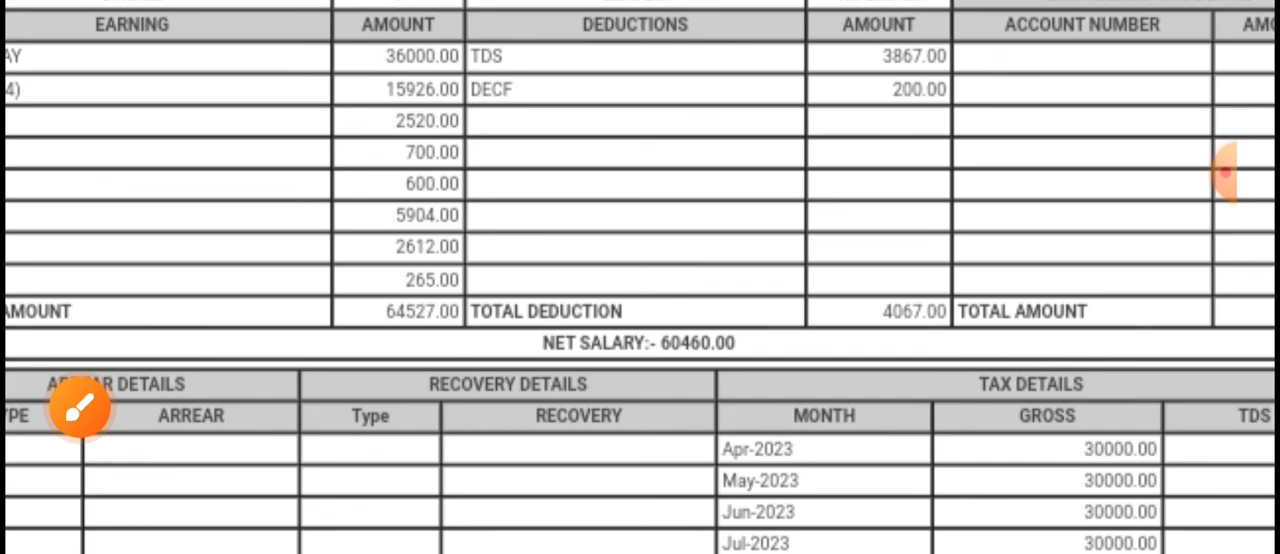 EARNING AMOUNT DEDUCTIONS AMOUNT ACCOUNT NUMBER
AY 36000.00 TDS 3867.00
4) 15926.00 DECF 200.00
2520.00
700.00
600.00
5904.00
2612.00
265.00
AMOUNT 64527.00 TOTAL DEDUCTION 4067.00 TOTAL AMOUNT
NET SALARY:- 60460.00
DETAILS RECOVERY DETAILS TAX DETAILS
YPE ARREAR Type RECOVERY MONTH GROSS TDS
Apr-2023 30000.00
May-2023 30000.00
Jun-2023 30000.00
Jul-2023 30000.00